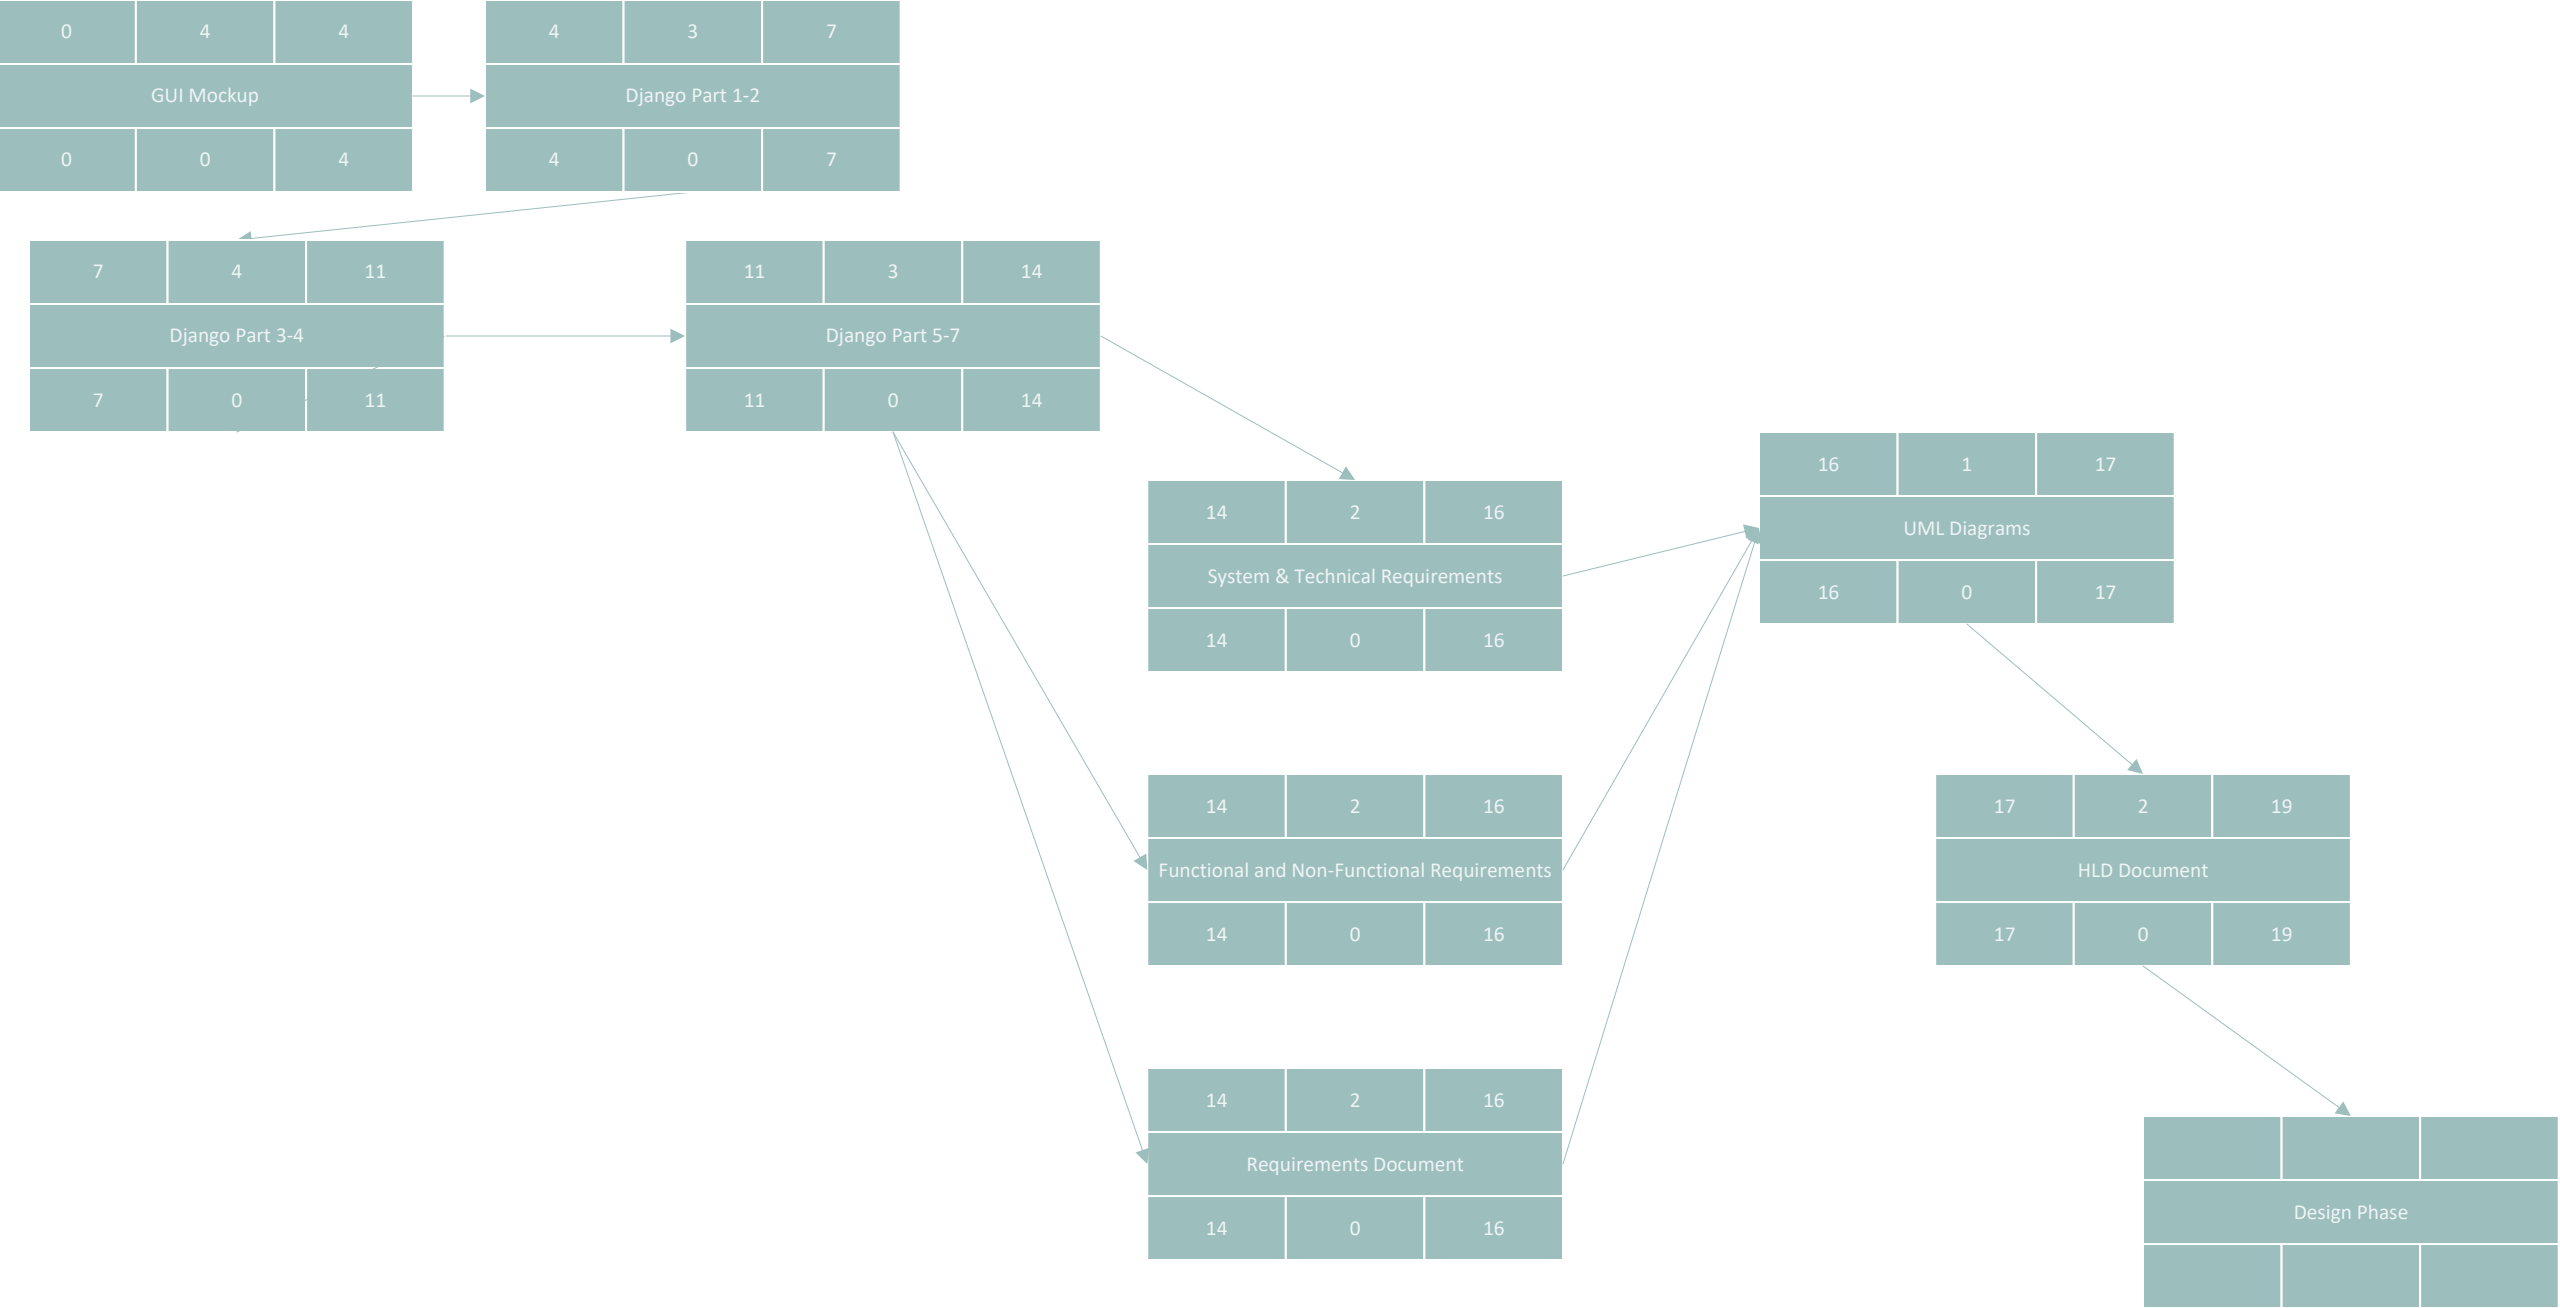 0 4 4
GUI Mockup
0 0 4
4 3 7
Django Part 1-2
4 0 7
7 4 11
Django Part 3-4
7 0 11
11 3 14
Django Part 5-7
11 0 14
14 2 16
System & Technical Requirements
14 0 16
14 2 16
Functional and Non-Functional Requirements
14 0 16
14 2 16
Requirements Document
14 0 16
16 1 17
UML Diagrams
16 0 17
17 2 19
HLD Document
17 0 19
Design Phase